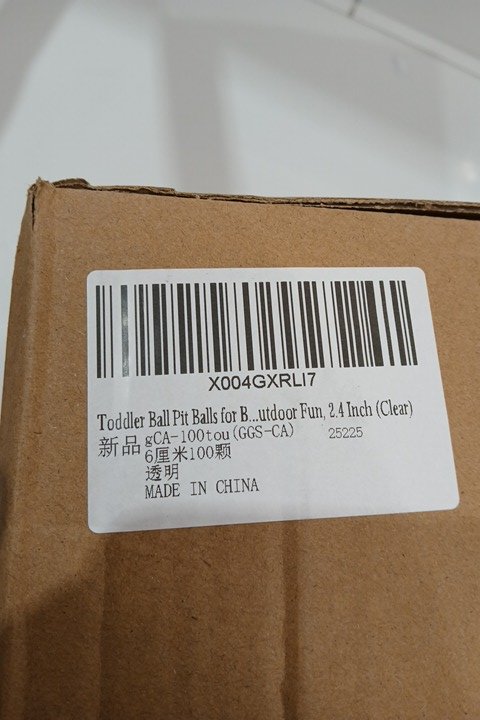 X004GXRLI7
Toddler Ball Pit Balls for B...utdoor Fun, 2.4 Inch (Clear)
新品 gCA-100tou(GGS-CA) 25225
6厘米100颗
透明
MADE IN CHINA